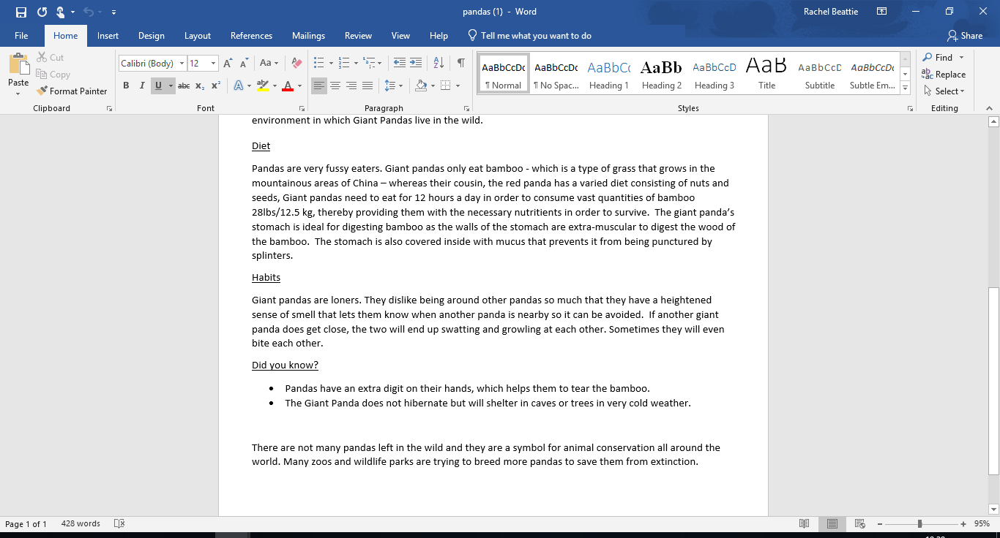 pandas (1) - Word
Rachel Beattie
File Home Insert Design Layout References Mailings Review View Help Tell me what you want to do Share
Paste
Cut
Copy
Format Painter
Clipboard
Calibri (Body) 12
Font
Paragraph
AaBbCcDc AaBbCcDc AaBbCc AaBb AaBbCcD AaB AaBbCcD AaBbCcDc
¶ Normal ¶ No Spac... Heading 1 Heading 2 Heading 3 Title Subtitle Subtle Em...
Styles
Find
Replace
Select
Editing
environment in which Giant Pandas live in the wild.
Diet
Pandas are very fussy eaters. Giant pandas only eat bamboo - which is a type of grass that grows in the
mountainous areas of China – whereas their cousin, the red panda has a varied diet consisting of nuts and
seeds, Giant pandas need to eat for 12 hours a day in order to consume vast quantities of bamboo
28lbs/12.5 kg, thereby providing them with the necessary nutritients in order to survive.  The giant panda’s
stomach is ideal for digesting bamboo as the walls of the stomach are extra-muscular to digest the wood of
the bamboo.  The stomach is also covered inside with mucus that prevents it from being punctured by
splinters.
Habits
Giant pandas are loners. They dislike being around other pandas so much that they have a heightened
sense of smell that lets them know when another panda is nearby so it can be avoided.  If another giant
panda does get close, the two will end up swatting and growling at each other. Sometimes they will even
bite each other.
Did you know?
• Pandas have an extra digit on their hands, which helps them to tear the bamboo.
• The Giant Panda does not hibernate but will shelter in caves or trees in very cold weather.
There are not many pandas left in the wild and they are a symbol for animal conservation all around the
world. Many zoos and wildlife parks are trying to breed more pandas to save them from extinction.
Page 1 of 1 428 words
95%